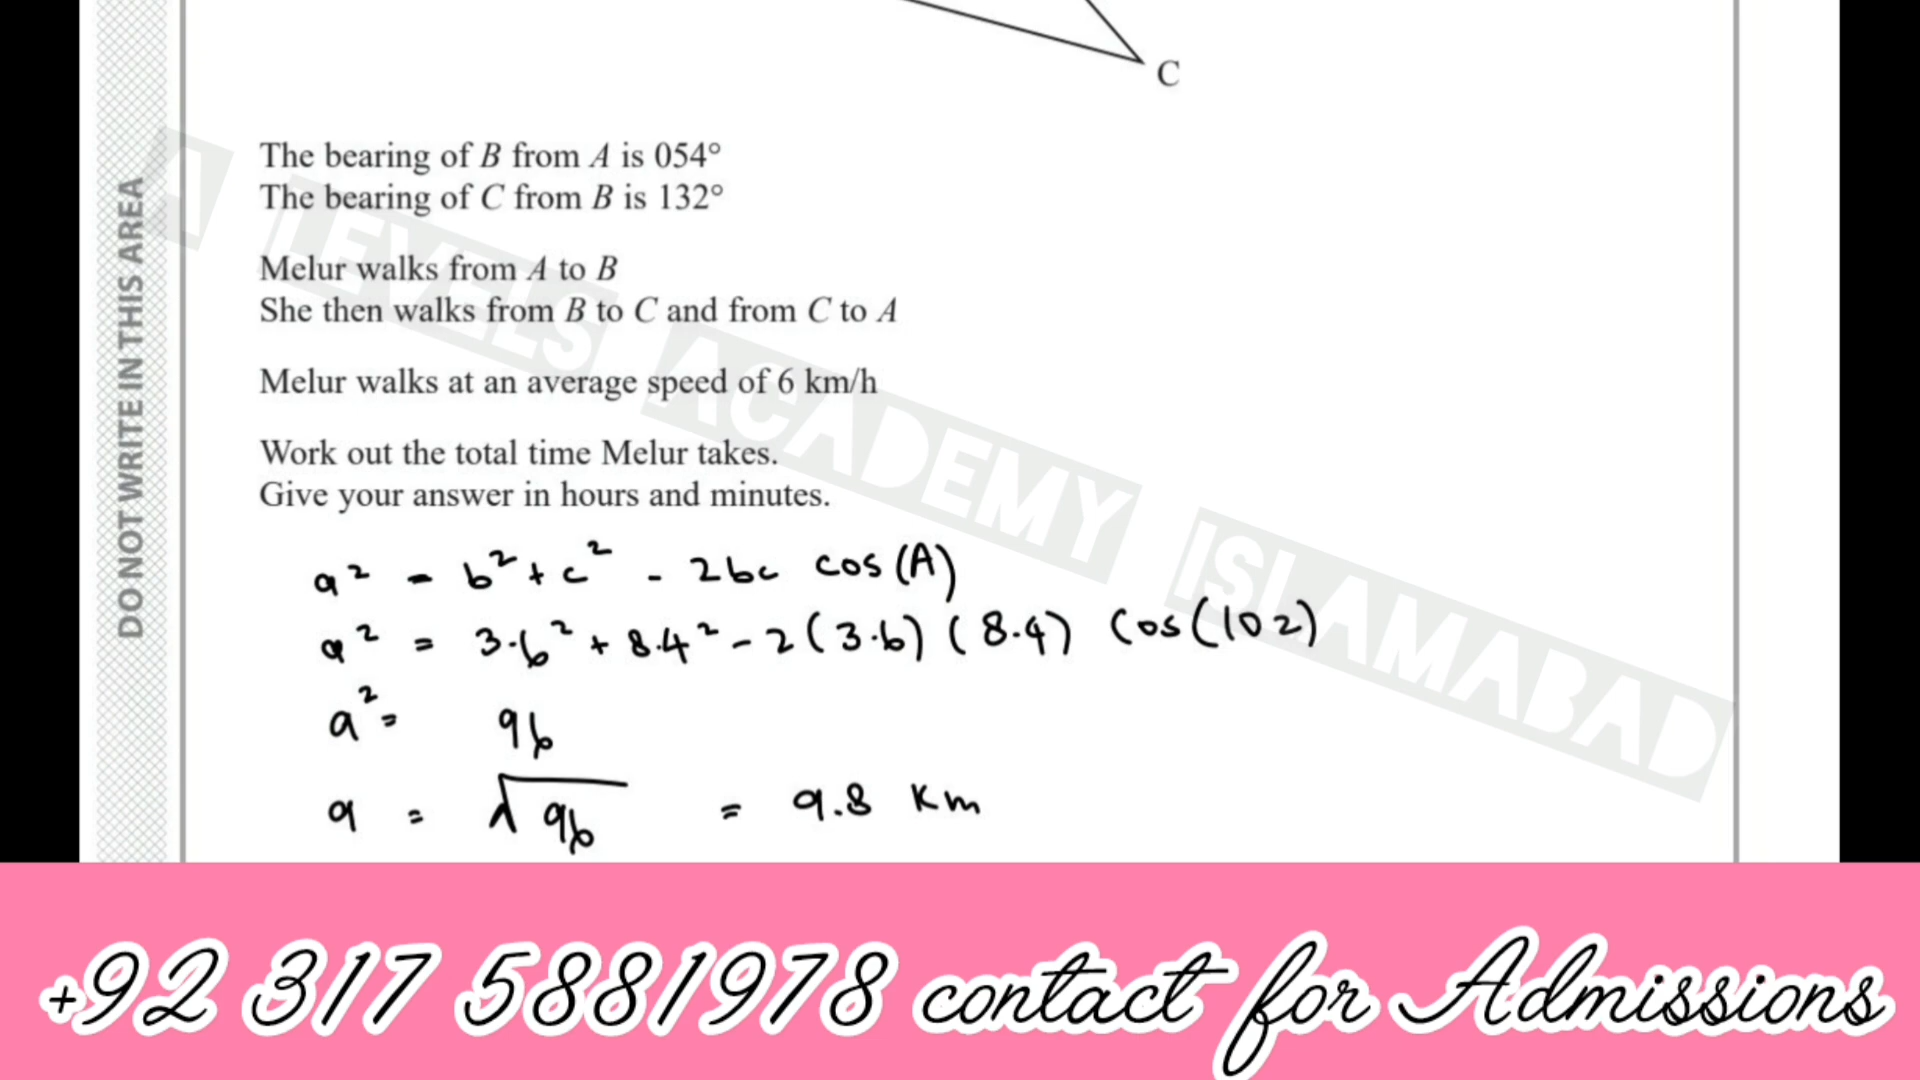 C
The bearing of B from A is 054°
The bearing of C from B is 132°
Melur walks from A to B
She then walks from B to C and from C to A
Melur walks at an average speed of 6 km/h
Work out the total time Melur takes.
Give your answer in hours and minutes.
a² - b² + c² - 2bc cos(A)
a² = 3.6² + 8.4² - 2(3.6)(8.4) cos(102)
a² = 96
a = √96 = 9.8 Km
DO NOT WRITE IN THIS AREA
A LEVELS ACADEMY ISLAMABAD
+92 317 5881978 contact for Admissions